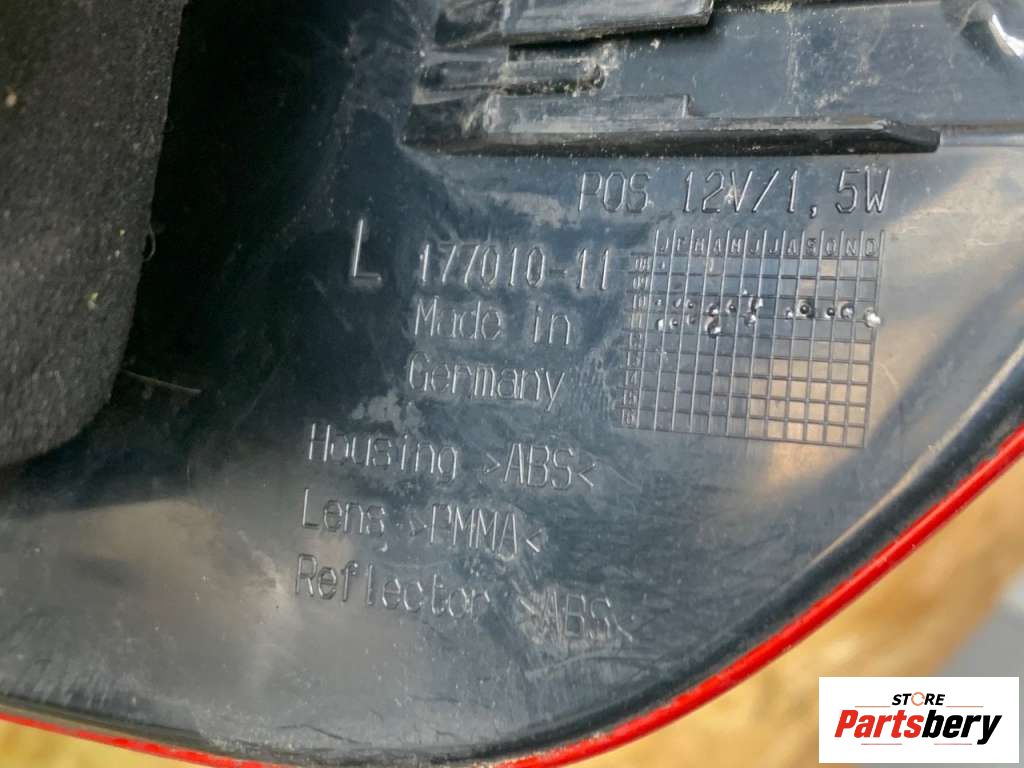 POS 12V/1,5W
L 177010-11
J F M A M J J A S O N D
Made in
Germany
Housing >ABS<
Lens >PMMA<
Reflector >ABS<
STORE
Partsbery